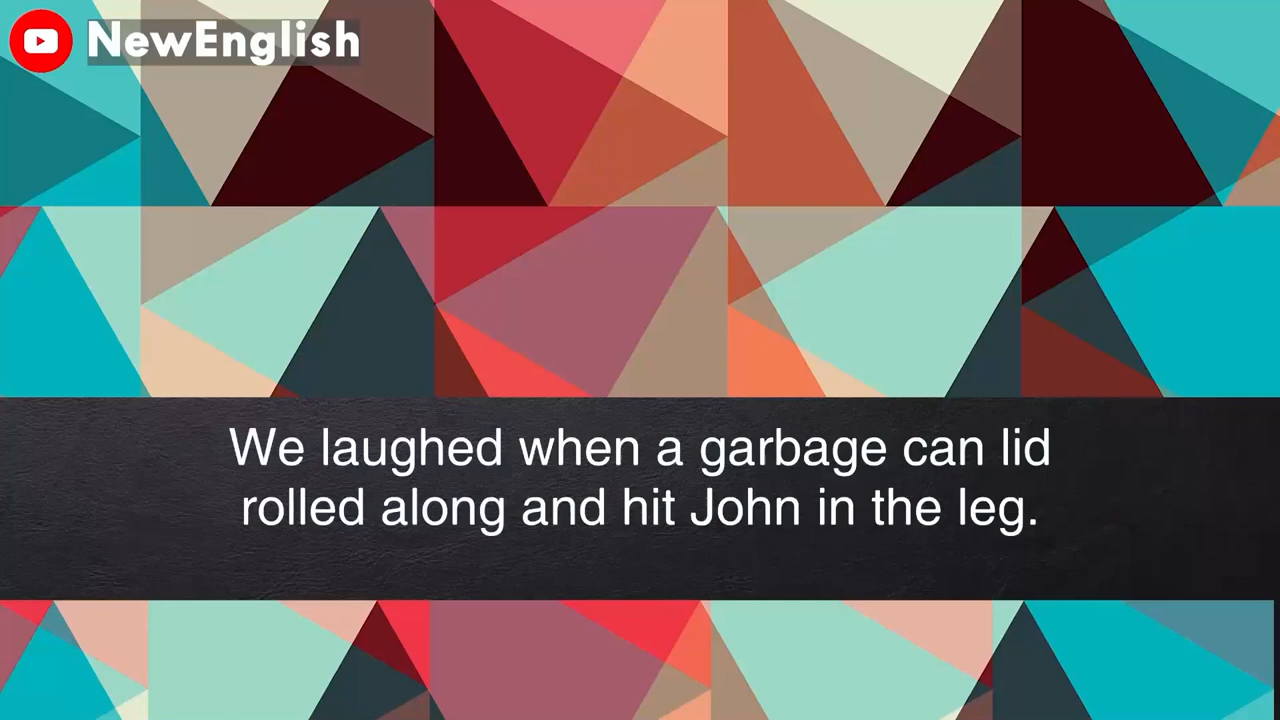 NewEnglish
We laughed when a garbage can lid
rolled along and hit John in the leg.